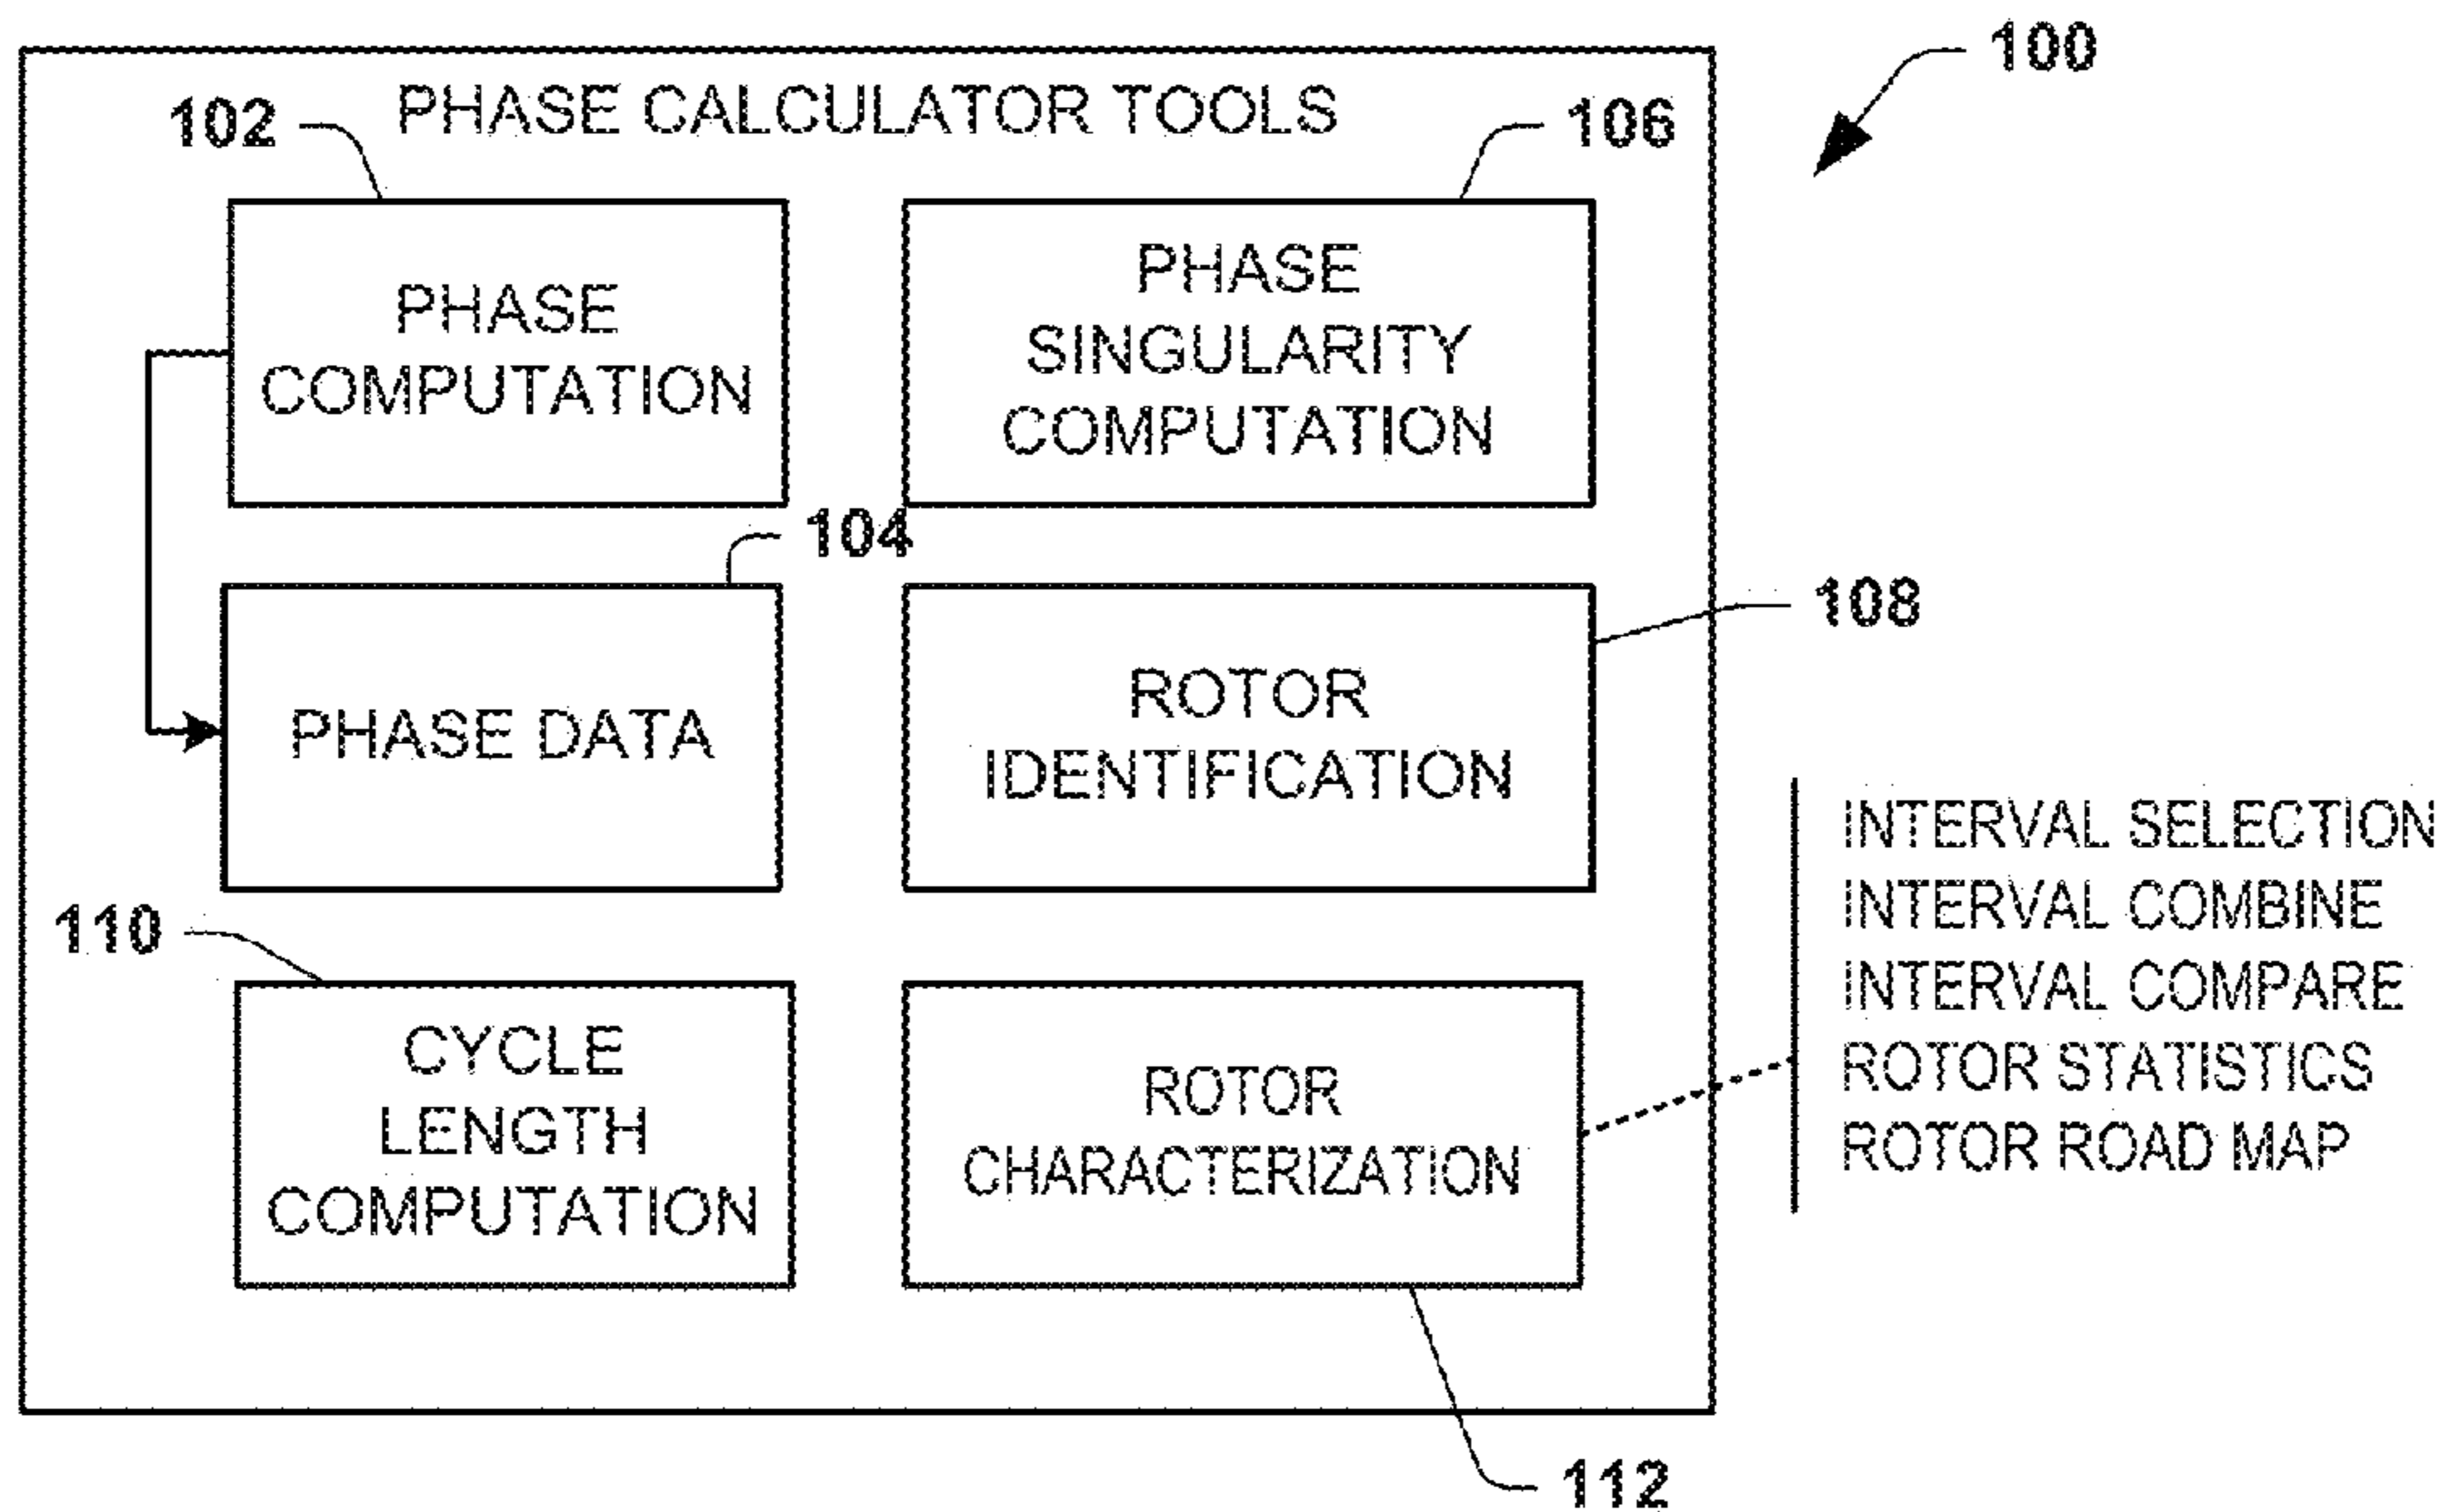 100
PHASE CALCULATOR TOOLS
102
106
PHASE
COMPUTATION
PHASE
SINGULARITY
COMPUTATION
104
108
PHASE DATA
ROTOR
IDENTIFICATION
110
CYCLE
LENGTH
COMPUTATION
ROTOR
CHARACTERIZATION
INTERVAL SELECTION
INTERVAL COMBINE
INTERVAL COMPARE
ROTOR STATISTICS
ROTOR ROAD MAP
112